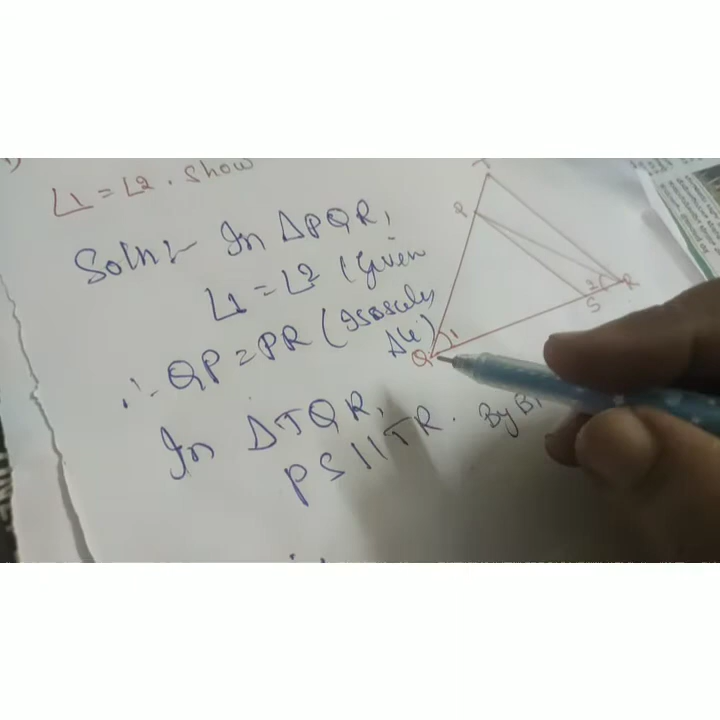 ∠1 = ∠2 . Show
Soln:- In ΔPQR,
∠1 = ∠2 (Given
∴ QP = PR (Isosceles
Δle)
In ΔTQR,
PS || TR . By B
T
P
2
R
S
1
Q